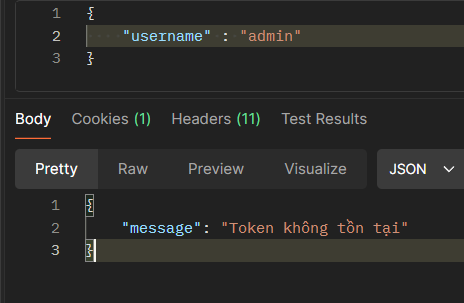 1 {
2 "username" : "admin"
3 }
Body Cookies (1) Headers (11) Test Results
Pretty Raw Preview Visualize JSON
1 {
2 "message": "Token không tồn tại"
3 }